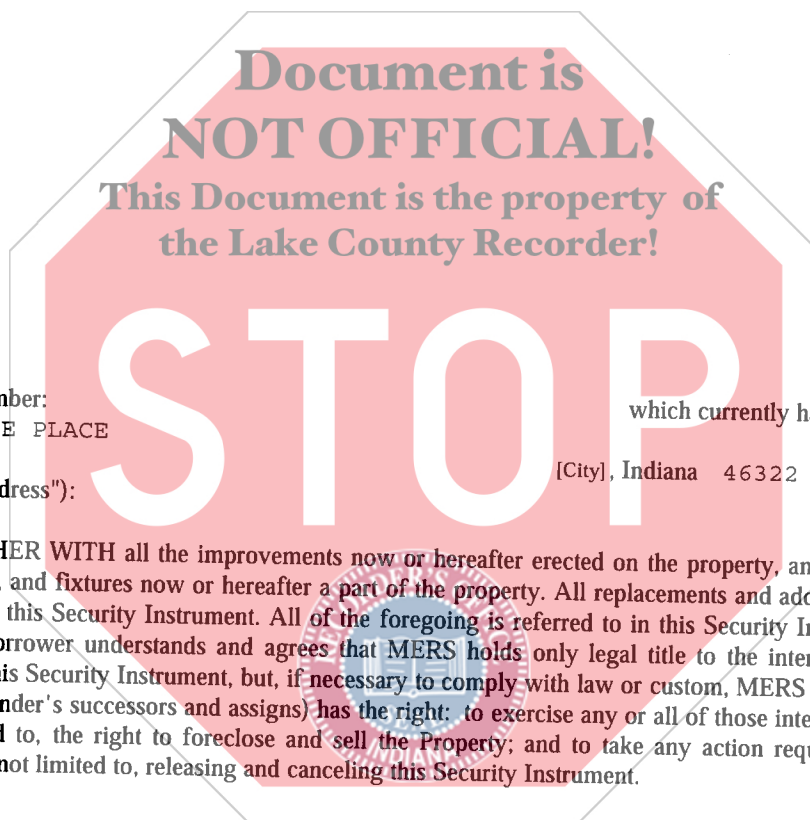 Document is
NOT OFFICIAL!
This Document is the property of
the Lake County Recorder!
STOP
nber:
which currently h
E PLACE
[City], Indiana 46322
dress"):
HER WITH all the improvements now or hereafter erected on the property, an
, and fixtures now or hereafter a part of the property. All replacements and add
this Security Instrument. All of the foregoing is referred to in this Security In
orrower understands and agrees that MERS holds only legal title to the inter
is Security Instrument, but, if necessary to comply with law or custom, MERS
nder's successors and assigns) has the right: to exercise any or all of those inte
d to, the right to foreclose and sell the Property; and to take any action requ
not limited to, releasing and canceling this Security Instrument.